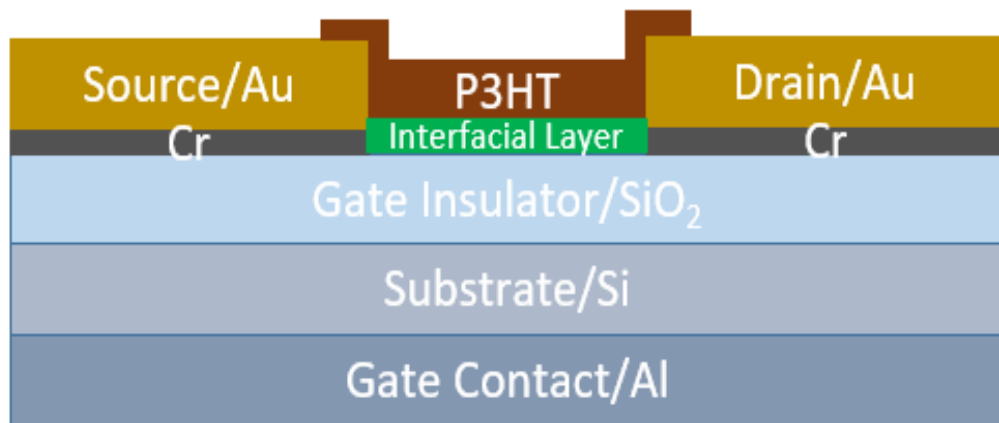 Source/Au
P3HT
Drain/Au
Cr
Interfacial Layer
Cr
Gate Insulator/SiO₂
Substrate/Si
Gate Contact/Al